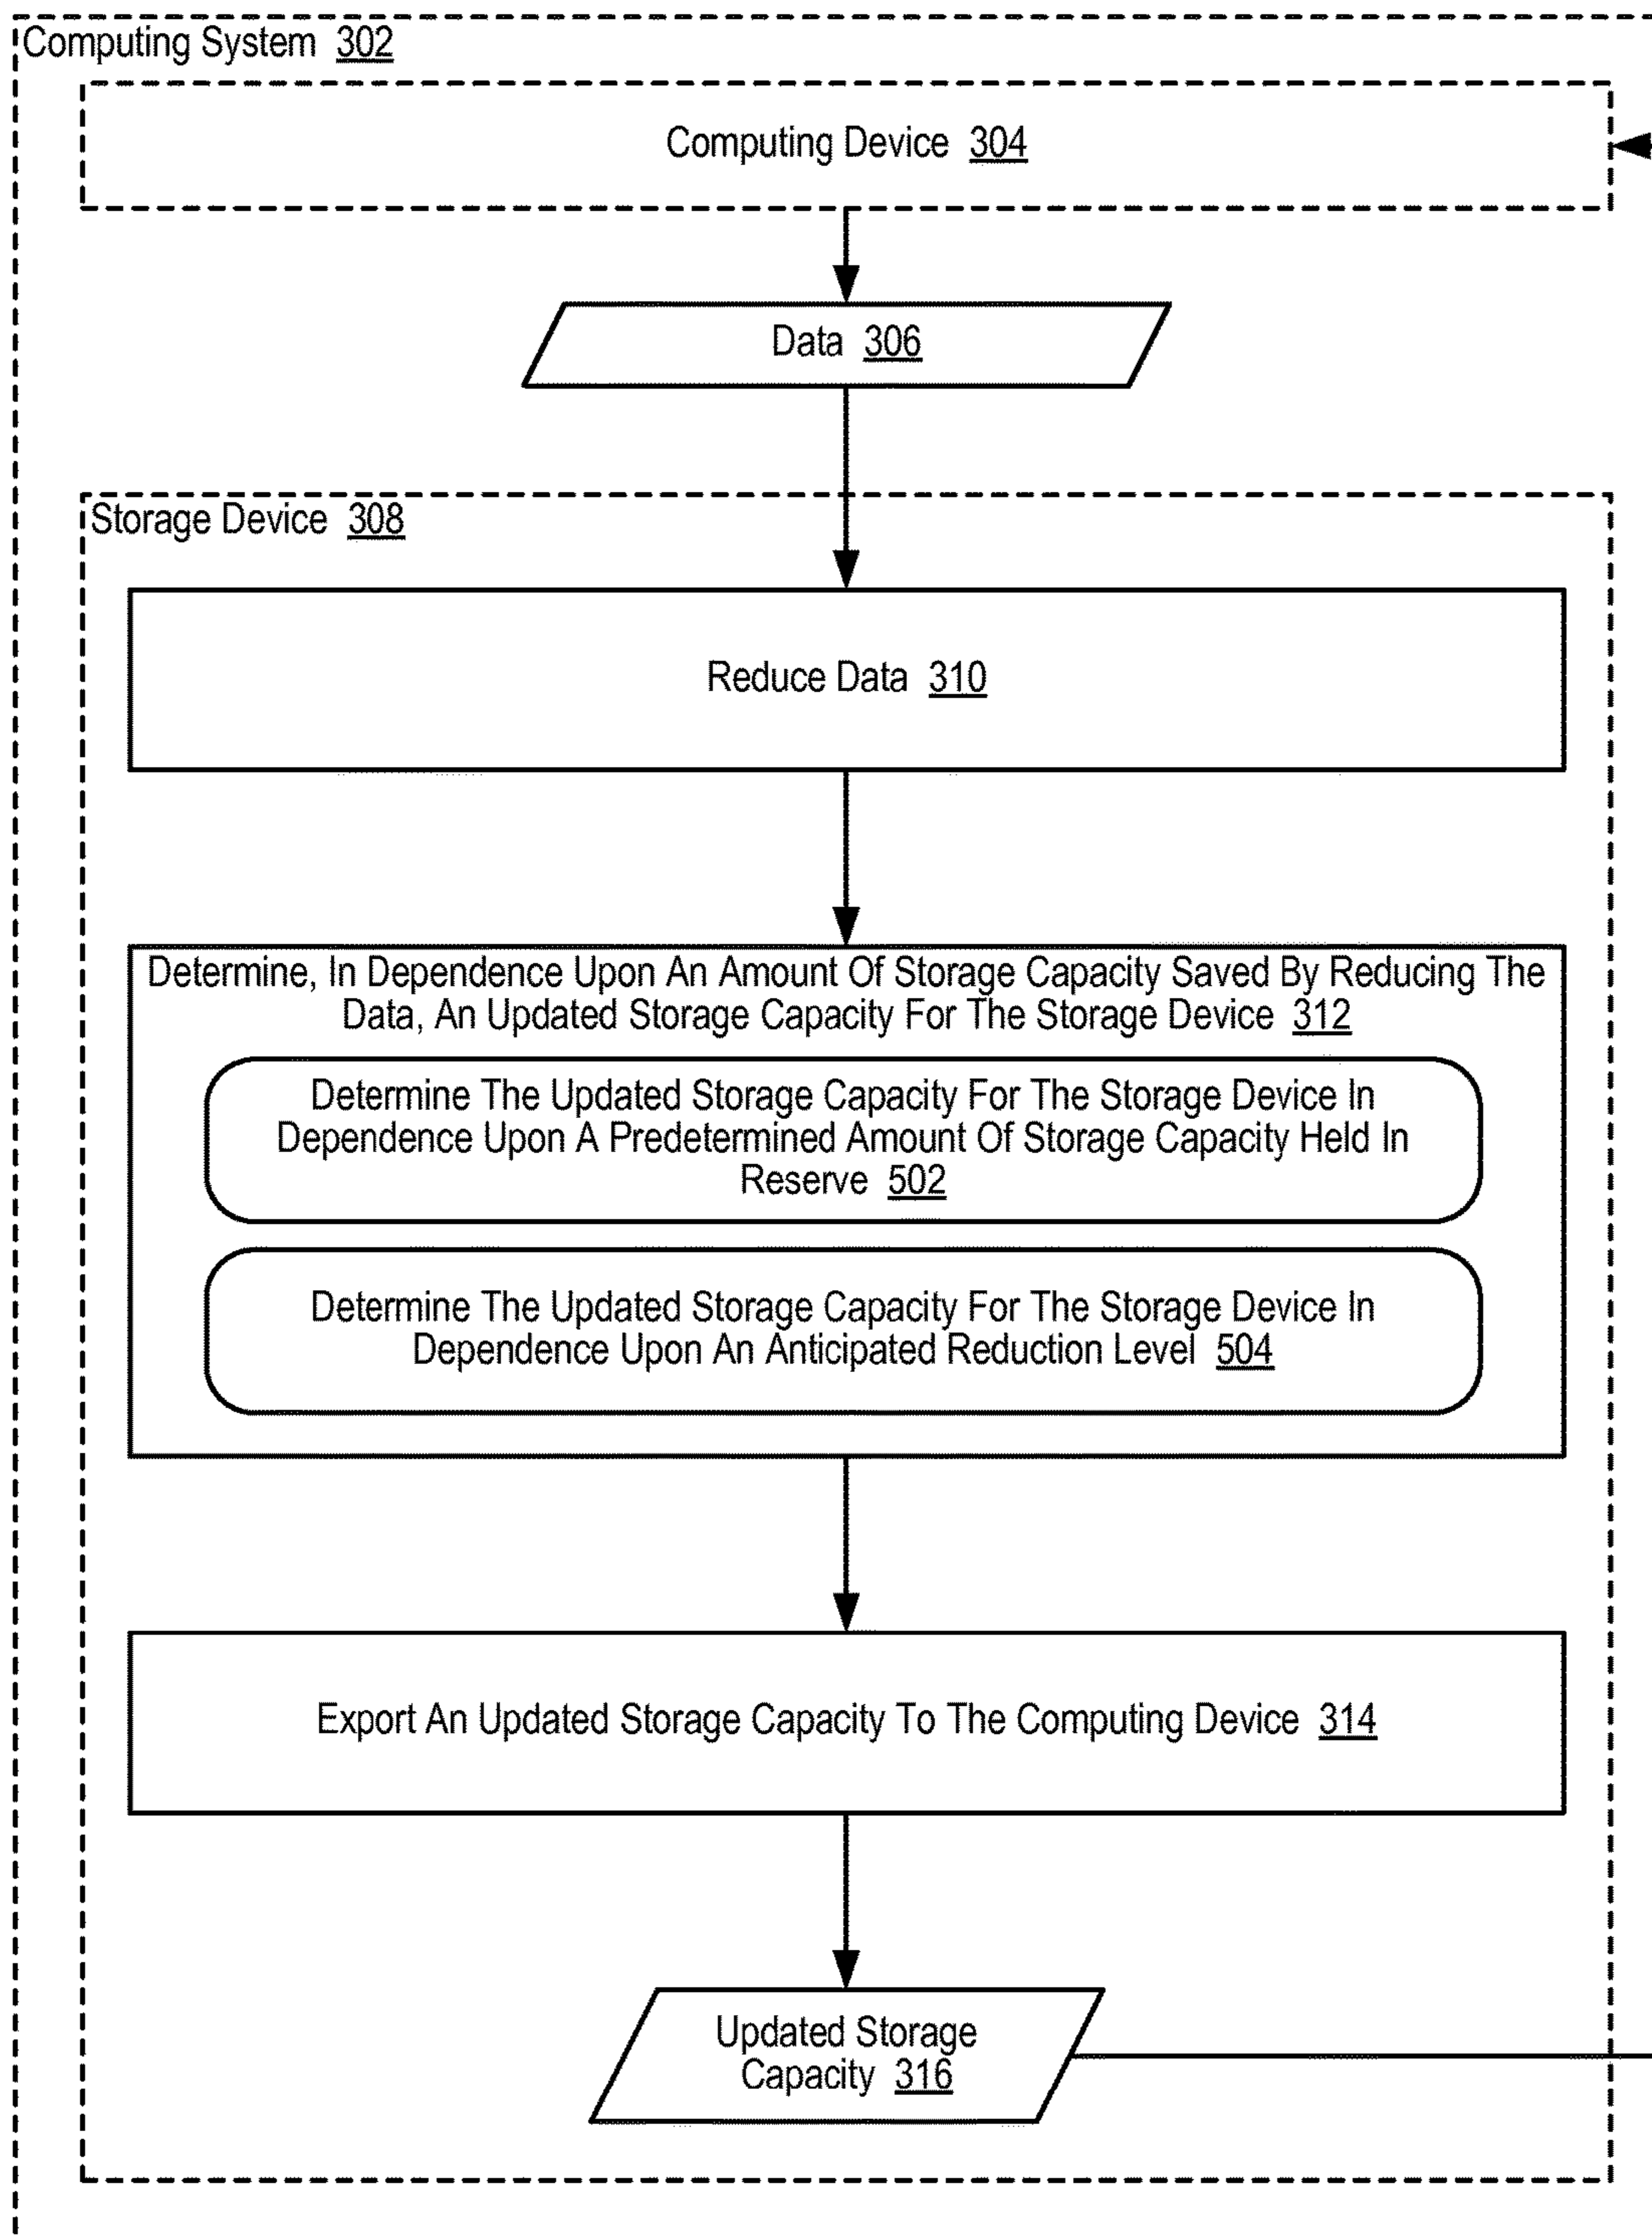 Computing System 302
Computing Device 304
Data 306
Storage Device 308
Reduce Data 310
Determine, In Dependence Upon An Amount Of Storage Capacity Saved By Reducing The
Data, An Updated Storage Capacity For The Storage Device 312
Determine The Updated Storage Capacity For The Storage Device In
Dependence Upon A Predetermined Amount Of Storage Capacity Held In
Reserve 502
Determine The Updated Storage Capacity For The Storage Device In
Dependence Upon An Anticipated Reduction Level 504
Export An Updated Storage Capacity To The Computing Device 314
Updated Storage
Capacity 316